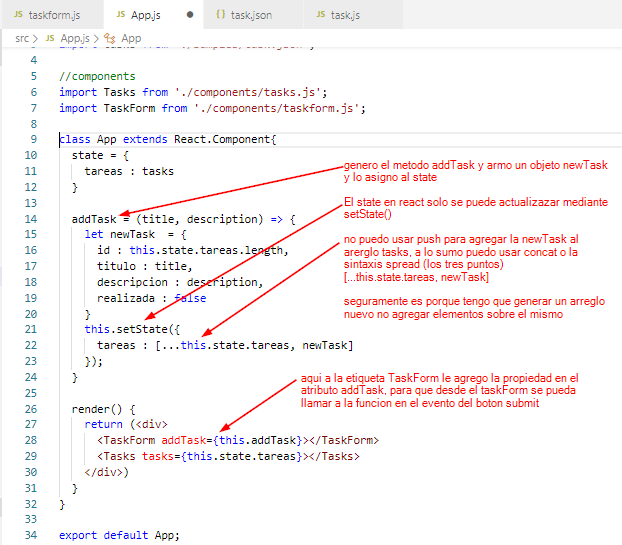 taskform.js
App.js
task.json
task.js
src > App.js > App
4
5 //components
6 import Tasks from './components/tasks.js';
7 import TaskForm from './components/taskform.js';
8
9 class App extends React.Component{
10 state = {
11 tareas : tasks
12 }
13
14 addTask = (title, description) => {
15 let newTask = {
16 id : this.state.tareas.length,
17 titulo : title,
18 descripcion : description,
19 realizada : false
20 }
21 this.setState({
22 tareas : [...this.state.tareas, newTask]
23 });
24 }
25
26 render() {
27 return (<div>
28 <TaskForm addTask={this.addTask}></TaskForm>
29 <Tasks tasks={this.state.tareas}></Tasks>
30 </div>)
31 }
32 }
33
34 export default App;
genero el metodo addTask y armo un objeto newTask
y lo asigno al state
El state en react solo se puede actualizazar mediante
setState()
no puedo usar push para agregar la newTask al
arerglo tasks, a lo sumo puedo usar concat o la
sintaxis spread (los tres puntos)
[...this.state.tareas, newTask]
seguramente es porque tengo que generar un arreglo
nuevo no agregar elementos sobre el mismo
aqui a la etiqueta TaskForm le agrego la propiedad en el
atributo addTask, para que desde el taskForm se pueda
llamar a la funcion en el evento del boton submit